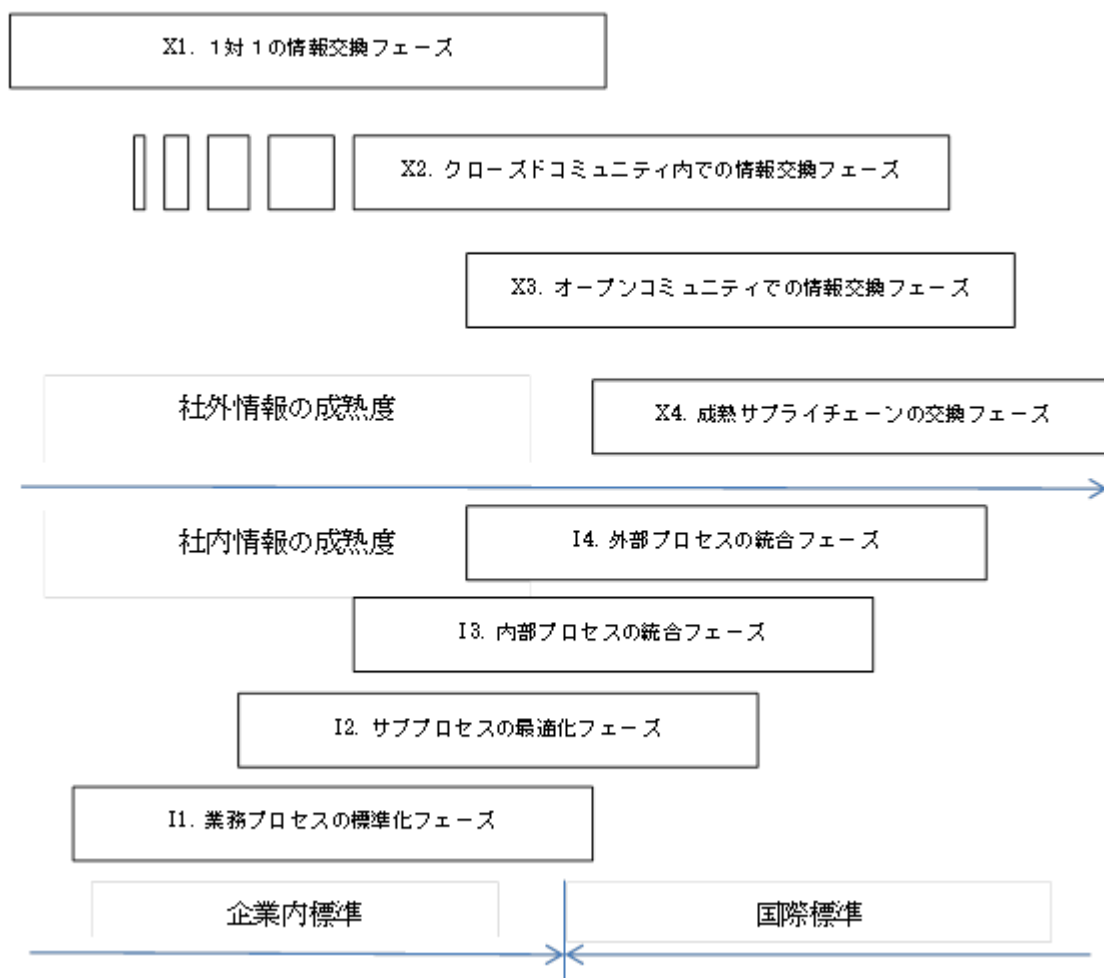 X1. １対１の情報交換フェーズ
X2. クローズドコミュニティ内での情報交換フェーズ
X3. オープンコミュニティでの情報交換フェーズ
社外情報の成熟度
X4. 成熟サプライチェーンの交換フェーズ
社内情報の成熟度
I4. 外部プロセスの統合フェーズ
I3. 内部プロセスの統合フェーズ
I2. サブプロセスの最適化フェーズ
I1. 業務プロセスの標準化フェーズ
企業内標準
国際標準